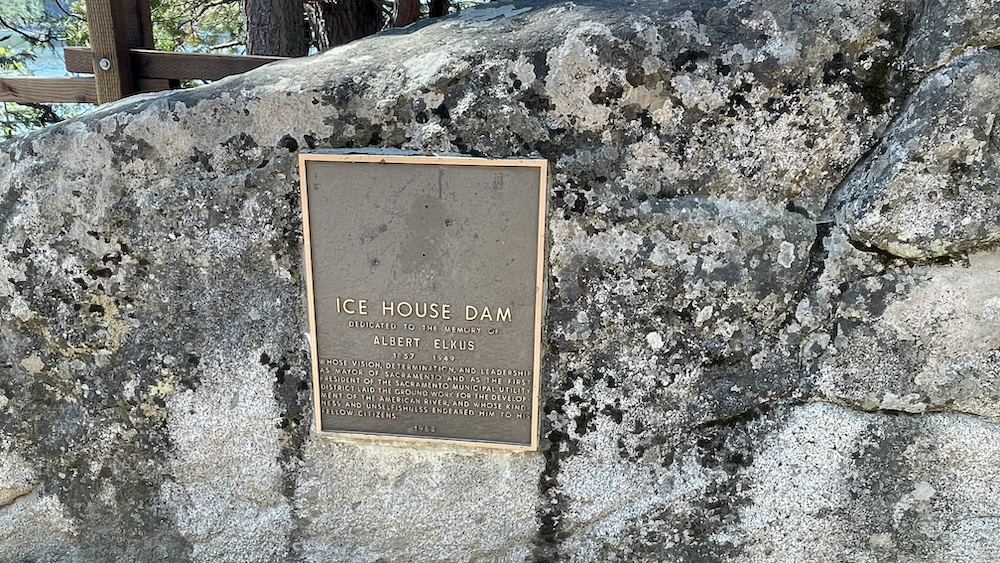 ICE HOUSE DAM
DEDICATED TO THE MEMORY OF
ALBERT ELKUS
1857 1949
WHOSE VISION, DETERMINATION, AND LEADERSHIP
AS MAYOR OF SACRAMENTO AND AS THE FIRST
PRESIDENT OF THE SACRAMENTO MUNICIPAL UTILITY
DISTRICT, LAID THE GROUND WORK FOR THE DEVELOP-
MENT OF THE AMERICAN RIVER, AND WHOSE KIND-
NESS AND UNSELFISHNESS ENDEARED HIM TO HIS
FELLOW CITIZENS